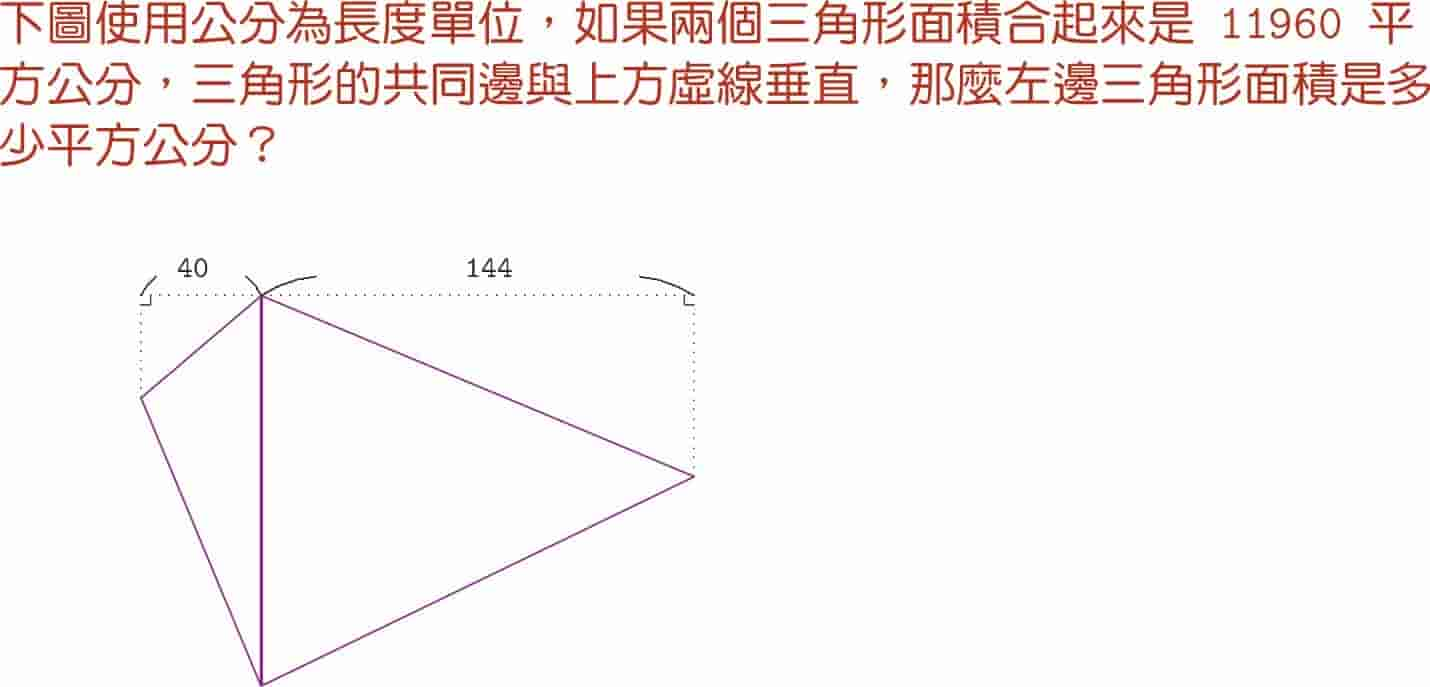 下圖使用公分為長度單位，如果兩個三角形面積合起來是 11960 平
方公分，三角形的共同邊與上方虛線垂直，那麼左邊三角形面積是多
少平方公分？
40 144